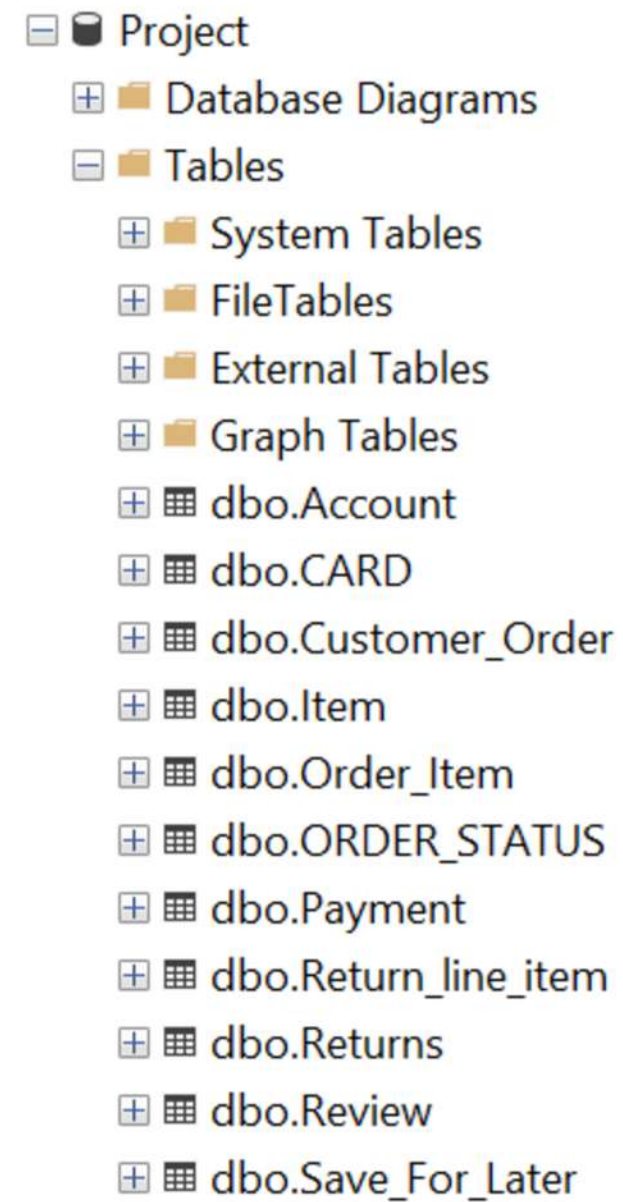 Project
Database Diagrams
Tables
System Tables
FileTables
External Tables
Graph Tables
dbo.Account
dbo.CARD
dbo.Customer_Order
dbo.Item
dbo.Order_Item
dbo.ORDER_STATUS
dbo.Payment
dbo.Return_line_item
dbo.Returns
dbo.Review
dbo.Save_For_Later